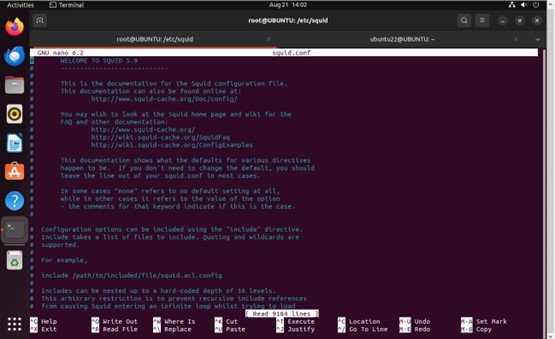 Activities Terminal Aug 21 14:02
root@UBUNTU: /etc/squid
root@UBUNTU: /etc/squid ubuntu22@UBUNTU: ~
GNU nano 6.2 squid.conf
# WELCOME TO SQUID 5.9
# ----------------------------
#
# This is the documentation for the Squid configuration file.
# This documentation can also be found online at:
# http://www.squid-cache.org/Doc/config/
#
# You may wish to look at the Squid home page and wiki for the
# FAQ and other documentation:
# http://www.squid-cache.org/
# http://wiki.squid-cache.org/SquidFaq
# http://wiki.squid-cache.org/ConfigExamples
#
# This documentation shows what the defaults for various directives
# happen to be. If you don't need to change the default, you should
# leave the line out of your squid.conf in most cases.
#
# In some cases "none" refers to no default setting at all,
# while in other cases it refers to the value of the option
# - the comments for that keyword indicate if this is the case.
#
# Configuration options can be included using the "include" directive.
# Include takes a list of files to include. Quoting and wildcards are
# supported.
#
# For example,
#
# include /path/to/included/file/squid.acl.config
#
# Includes can be nested up to a hard-coded depth of 16 levels.
# This arbitrary restriction is to prevent recursive include references
# from causing Squid entering an infinite loop whilst trying to load
[ Read 9184 lines ]
^G Help ^O Write Out ^W Where Is ^K Cut ^T Execute ^C Location M-U Undo M-A Set Mark
^X Exit ^R Read File ^\ Replace ^U Paste ^J Justify ^/ Go To Line M-E Redo M-6 Copy